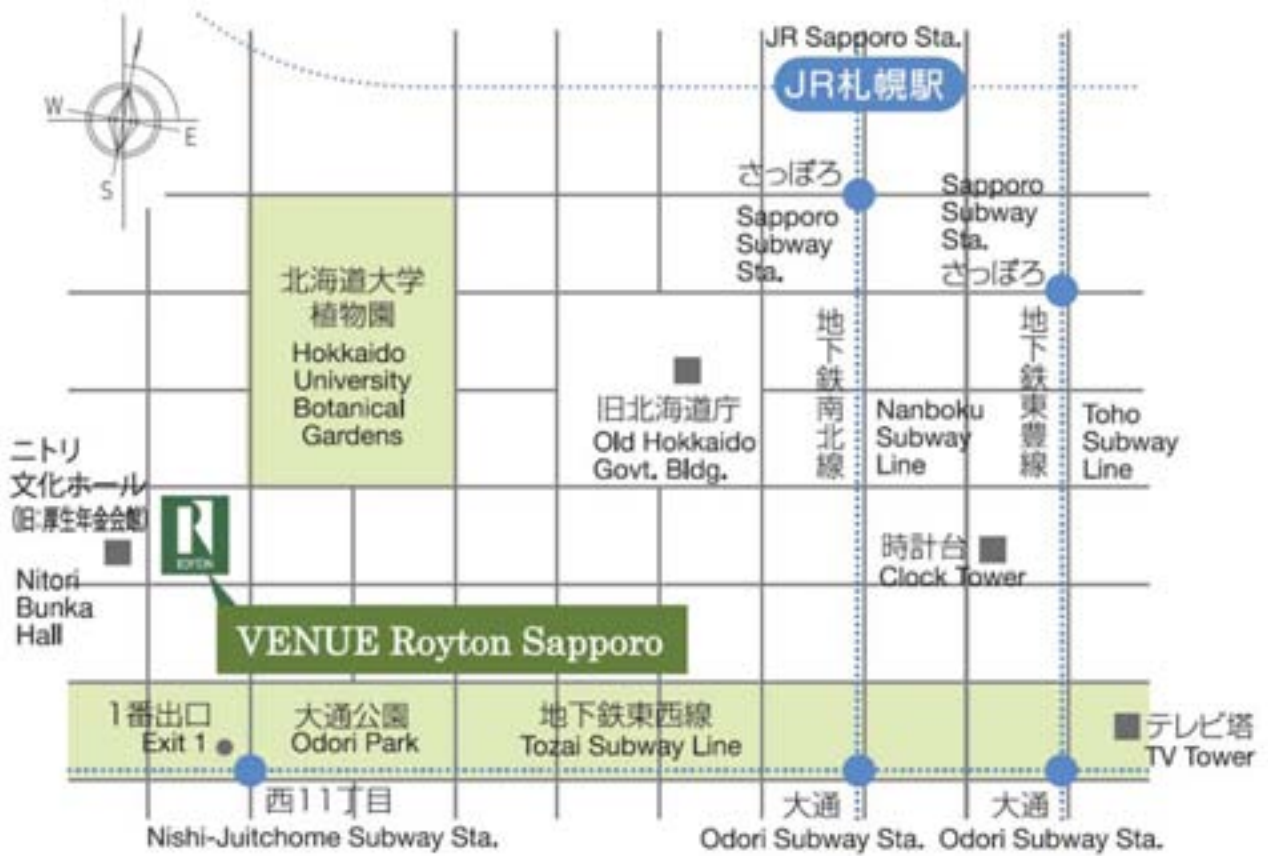 JR Sapporo Sta.
JR札幌駅
W
E
S
さっぽろ
Sapporo
Subway
Sta.
Sapporo
Subway
Sta.
さっぽろ
北海道大学
植物園
Hokkaido
University
Botanical
Gardens
地下鉄南北線
Nanboku
Subway
Line
地下鉄東豊線
Toho
Subway
Line
旧北海道庁
Old Hokkaido
Govt. Bldg.
ニトリ
文化ホール
(旧:厚生年金会館)
Nitori
Bunka
Hall
R
ROYTON
時計台
Clock Tower
VENUE Royton Sapporo
1番出口
Exit 1
大通公園
Odori Park
地下鉄東西線
Tozai Subway Line
テレビ塔
TV Tower
西11丁目
Nishi-Juitchome Subway Sta.
大通
Odori Subway Sta.
大通
Odori Subway Sta.